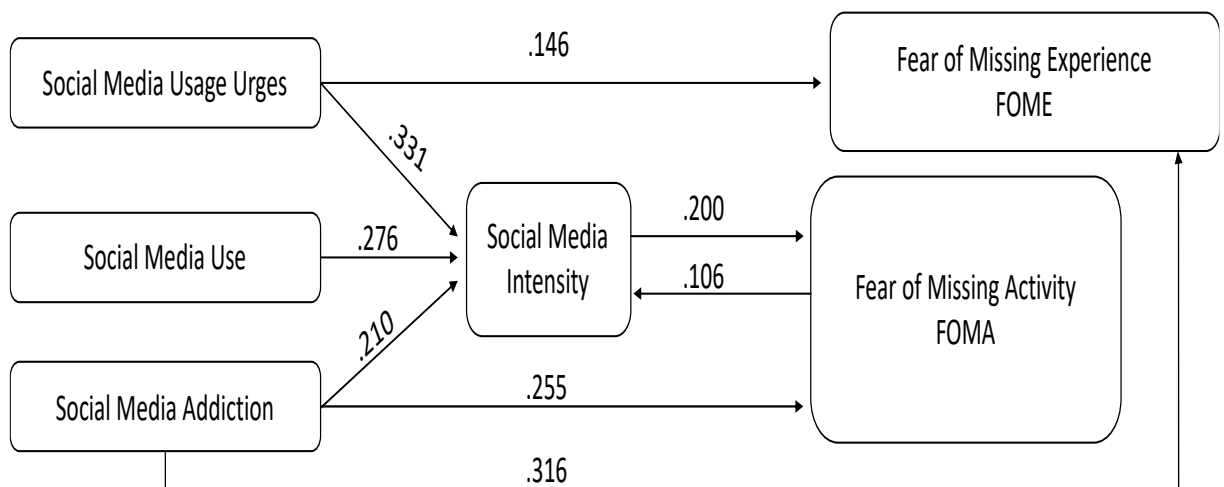 .146
Fear of Missing Experience
FOME
Social Media Usage Urges
.331
.200
Social Media
Intensity
.276
Social Media Use
.106
Fear of Missing Activity
FOMA
.210
.255
Social Media Addiction
.316